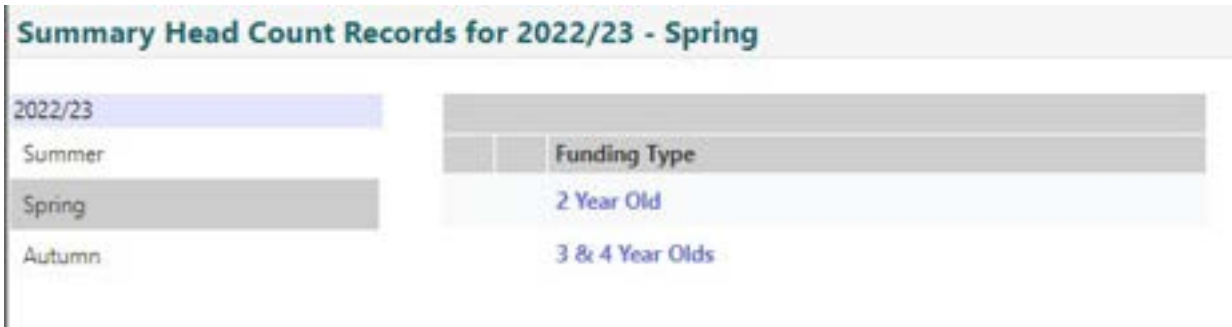 Summary Head Count Records for 2022/23 - Spring
2022/23
Summer
Spring
Autumn
Funding Type
2 Year Old
3 & 4 Year Olds